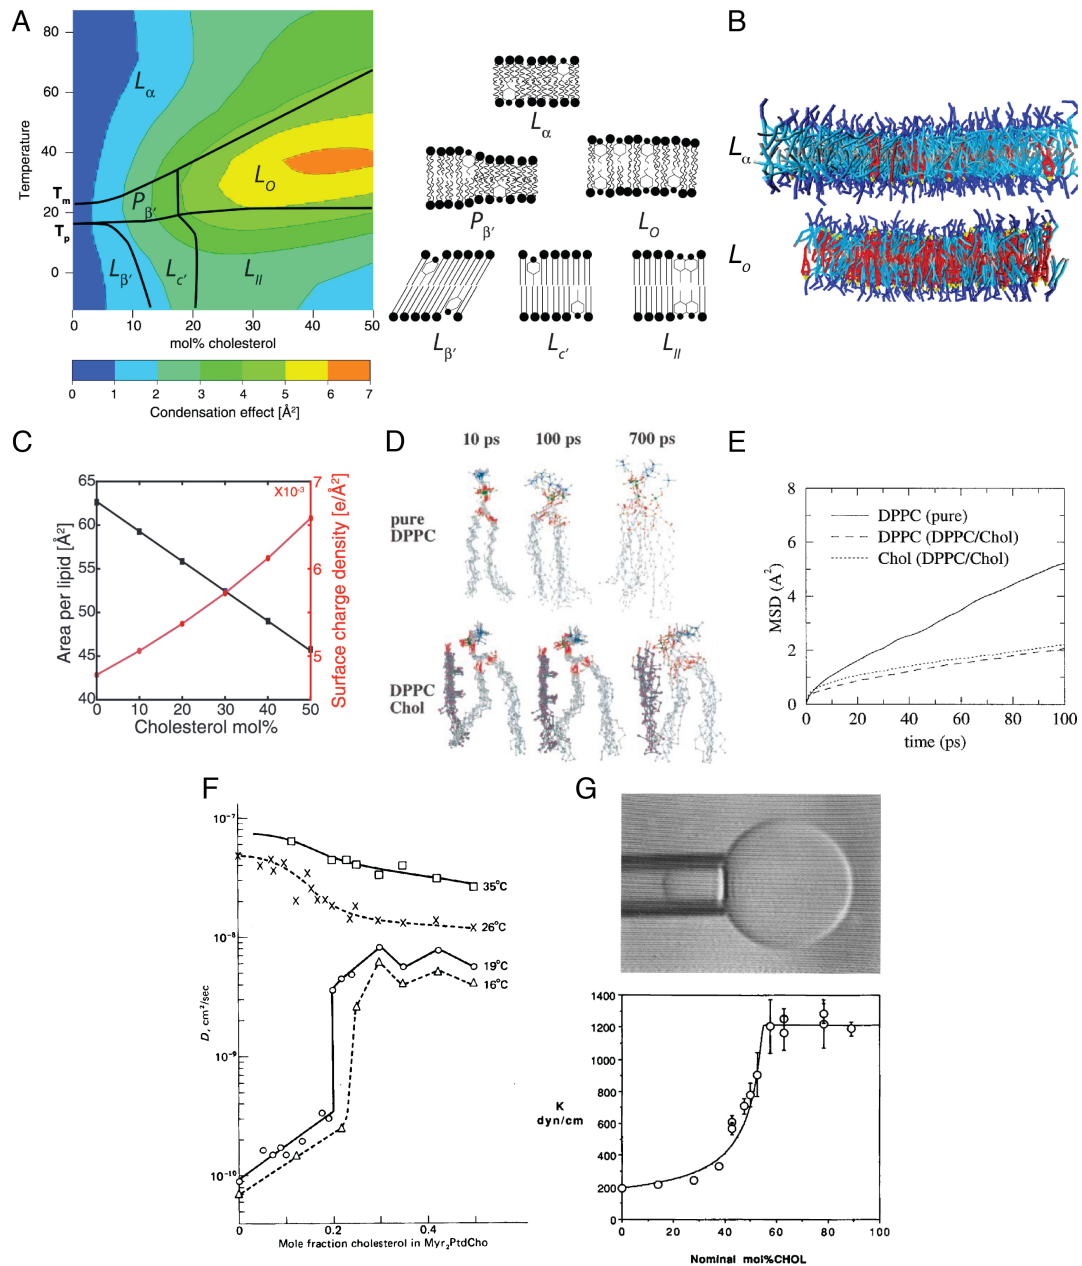 A
80
60
40
20
0
Temperature
Tm
Tp
Lα
Pβ′
LO
Lβ′
Lc′
LII
0
10
20
30
40
50
mol% cholesterol
0
1
2
3
4
5
6
7
Condensation effect [Å²]
Lα
Pβ′
LO
Lβ′
Lc′
LII
B
Lα
LO
C
65
60
55
50
45
40
Area per lipid [Å²]
X10⁻³
7
6
5
Surface charge density [e/Å²]
0
10
20
30
40
50
Cholesterol mol%
D
10 ps
100 ps
700 ps
pure
DPPC
DPPC
Chol
E
8
6
4
2
0
MSD (A²)
DPPC (pure)
DPPC (DPPC/Chol)
Chol (DPPC/Chol)
0
20
40
60
80
100
time (ps)
F
10⁻⁷
10⁻⁸
10⁻⁹
10⁻¹⁰
D, cm²/sec
35°C
26°C
19°C
16°C
0
0.2
0.4
Mole fraction cholesterol in Myr₂PtdCho
G
1400
1200
1000
800
600
400
200
0
K
dyn/cm
0
20
40
60
80
100
Nominal mol%CHOL